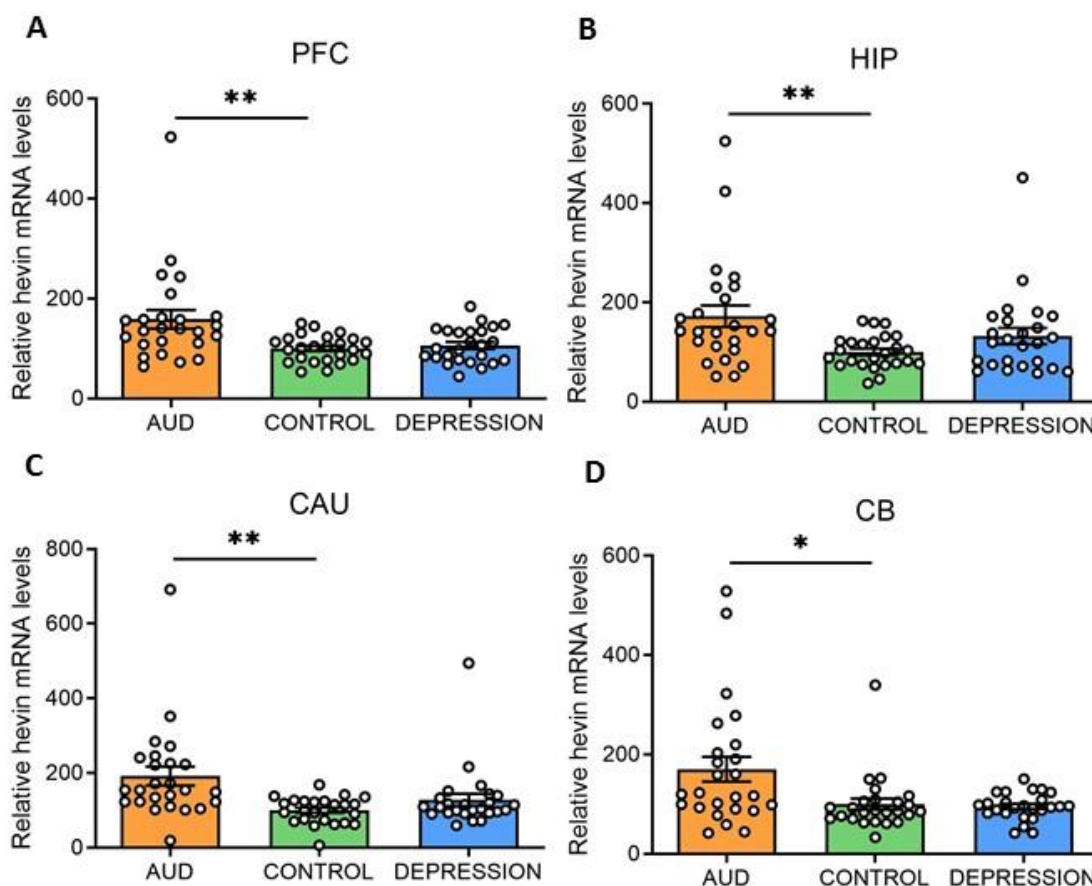 A
PFC
Relative hevin mRNA levels
600
400
200
0
**
AUD
CONTROL
DEPRESSION
B
HIP
Relative hevin mRNA levels
600
400
200
0
**
AUD
CONTROL
DEPRESSION
C
CAU
Relative hevin mRNA levels
800
600
400
200
0
**
AUD
CONTROL
DEPRESSION
D
CB
Relative hevin mRNA levels
600
400
200
0
*
AUD
CONTROL
DEPRESSION